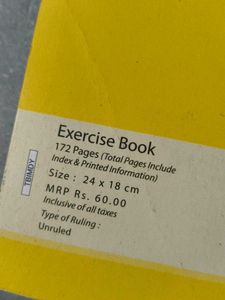 Exercise Book
172 Pages (Total Pages Include
Index & Printed Information)
Size : 24 x 18 cm
MRP Rs. 60.00
Inclusive of all taxes
Type of Ruling :
Unruled
TBIMDY